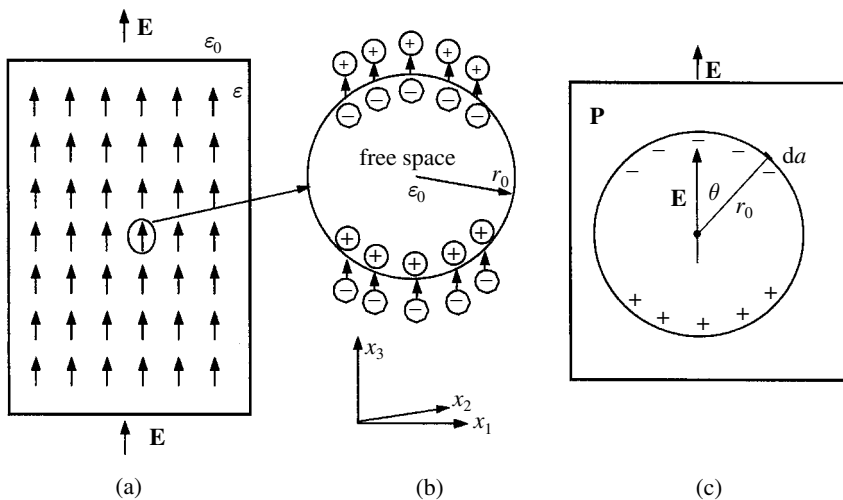 E
ε₀
ε
E
(a)
+ + + + +
− − − − −
free space
ε₀
r₀
+ + + + +
− − − − −
x₃
x₂
x₁
(b)
E
P
− − − − − −
da
E
θ
r₀
+ + + + +
(c)